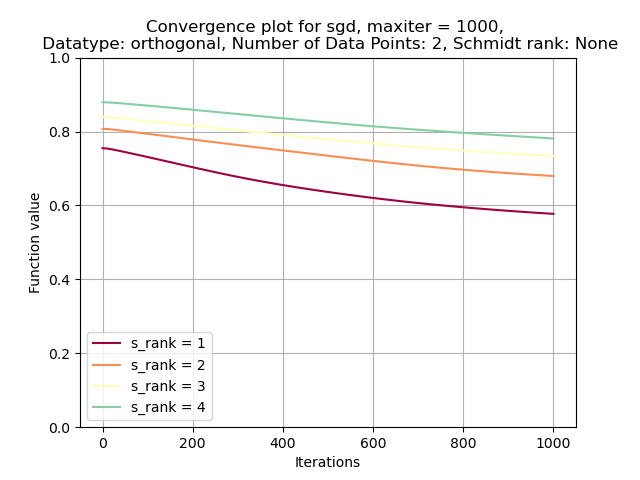 Convergence plot for sgd, maxiter = 1000,
Datatype: orthogonal, Number of Data Points: 2, Schmidt rank: None
1.0
0.8
0.6
0.4
0.2
0.0
Function value
s_rank = 1
s_rank = 2
s_rank = 3
s_rank = 4
0 200 400 600 800 1000
Iterations